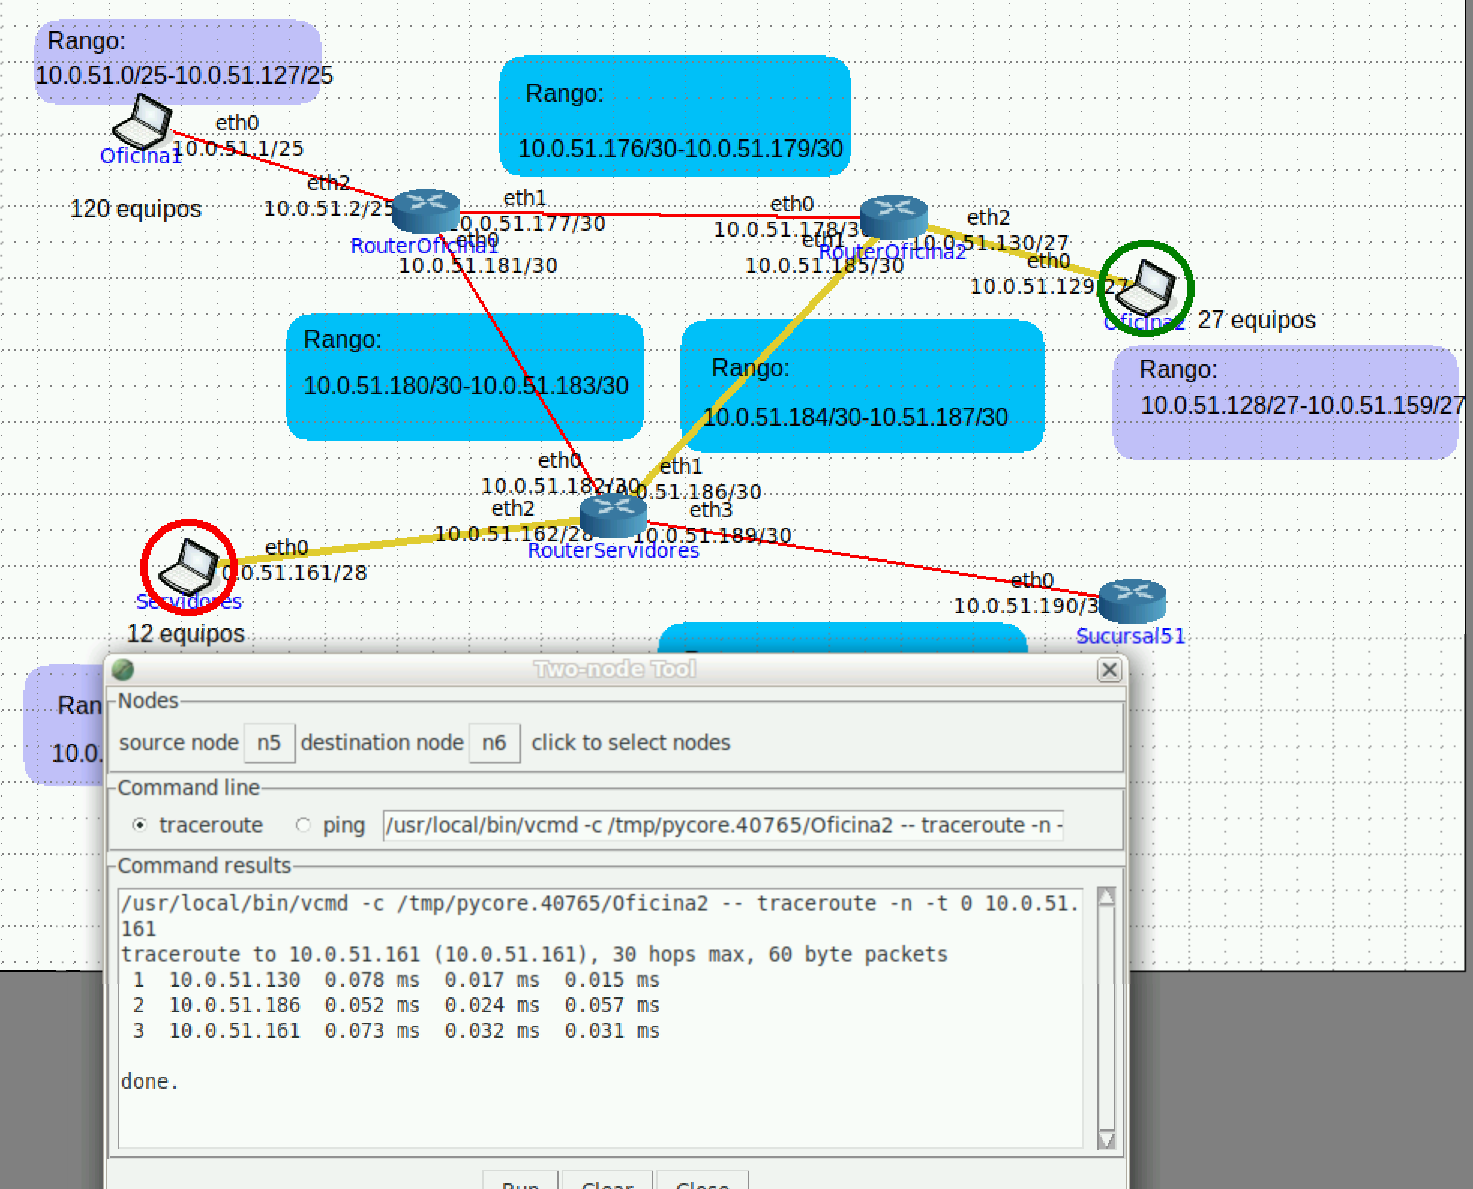 Rango:
10.0.51.0/25-10.0.51.127/25
eth0
10.0.51.1/25
Oficina1
120 equipos
eth2
10.0.51.2/25
Rango:
10.0.51.176/30-10.0.51.179/30
eth1
10.0.51.177/30
RouterOficina1
eth0
10.0.51.181/30
eth0
10.0.51.178/30
eth1
10.0.51.185/30
RouterOficina2
eth2
10.0.51.130/27
eth0
10.0.51.129/27
Oficina2
27 equipos
Rango:
10.0.51.180/30-10.0.51.183/30
Rango:
10.0.51.184/30-10.51.187/30
Rango:
10.0.51.128/27-10.0.51.159/27
eth0
10.0.51.182/30
eth1
10.0.51.186/30
eth2
10.0.51.162/28
eth3
10.0.51.189/30
RouterServidores
eth0
0.0.51.161/28
Servidores
12 equipos
eth0
10.0.51.190/3
Sucursal51
Ran
10.0.
Two-node Tool
Nodes
source node n5 destination node n6 click to select nodes
Command line
traceroute ping /usr/local/bin/vcmd -c /tmp/pycore.40765/Oficina2 -- traceroute -n -
Command results
/usr/local/bin/vcmd -c /tmp/pycore.40765/Oficina2 -- traceroute -n -t 0 10.0.51.
161
traceroute to 10.0.51.161 (10.0.51.161), 30 hops max, 60 byte packets
1 10.0.51.130 0.078 ms 0.017 ms 0.015 ms
2 10.0.51.186 0.052 ms 0.024 ms 0.057 ms
3 10.0.51.161 0.073 ms 0.032 ms 0.031 ms
done.
Run Clear Close